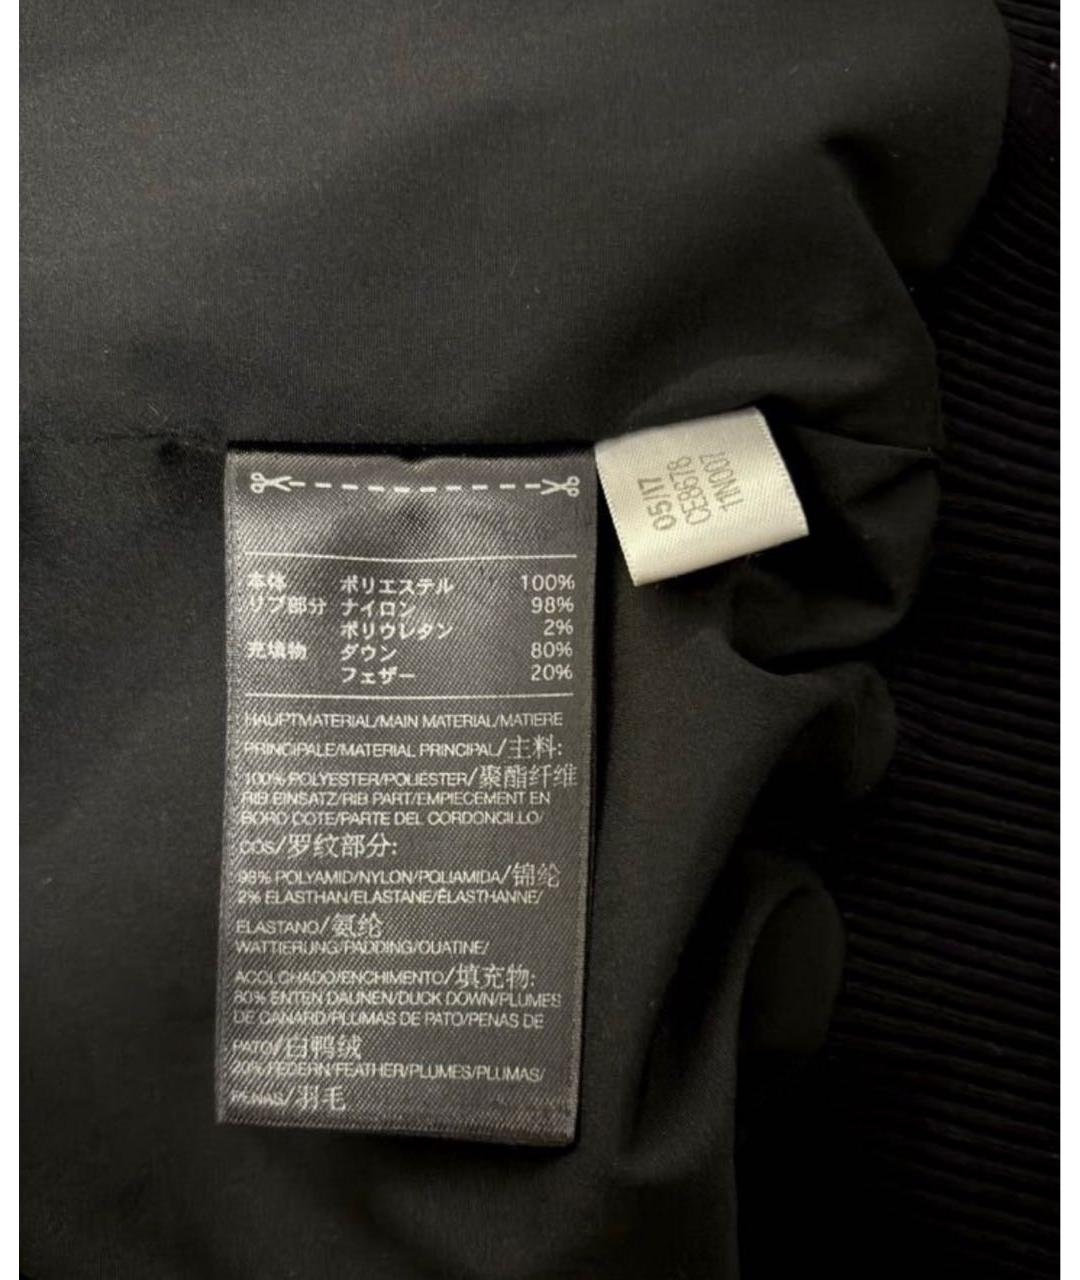 本体 ポリエステル 100%
リブ部分 ナイロン 98%
ポリウレタン 2%
充填物 ダウン 80%
フェザー 20%
HAUPTMATERIAL/MAIN MATERIAL/MATIERE
PRINCIPALE/MATERIAL PRINCIPAL/主料:
100% POLYESTER/POLIESTER/聚酯纤维
RIB EINSATZ/RIB PART/EMPIECEMENT EN
BORD COTE/PARTE DEL CORDONCILLO/
COS/罗纹部分:
98% POLYAMID/NYLON/POLIAMIDA/锦纶
2% ELASTHAN/ELASTANE/ÉLASTHANNE/
ELASTANO/氨纶
WATTIERUNG/PADDING/OUATINE/
ACOLCHADO/ENCHIMENTO/填充物:
80% ENTEN DAUNEN/DUCK DOWN/PLUMES
DE CANARD/PLUMAS DE PATO/PENAS DE
PATO/白鸭绒
20% FEDERN/FEATHER/PLUMES/PLUMAS/
PENAS/羽毛
05/17
CE8678
11N007